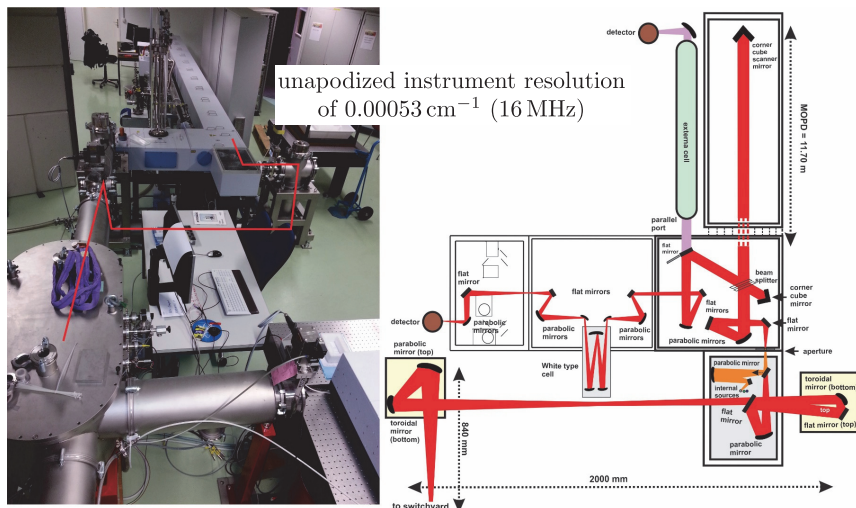 unapodized instrument resolution
of 0.00053 cm⁻¹ (16 MHz)
detector
corner
cube
scanner
mirror
externa cell
MOPD = 11.70 m
parallel
port
flat
mirror
beam
splitter
corner
cube
mirror
flat
mirror
flat mirrors
flat
mirrors
flat
mirror
detector
parabolic
mirrors
parabolic
mirrors
parabolic
mirrors
parabolic mirrors
aperture
White type
cell
parabolic
mirror (top)
parabolic mirror
internal
sources
toroidal
mirror (bottom)
top
flat mirror (top)
flat
mirror
parabolic
mirror
toroidal
mirror
(bottom)
840 mm
2000 mm
to switchyard